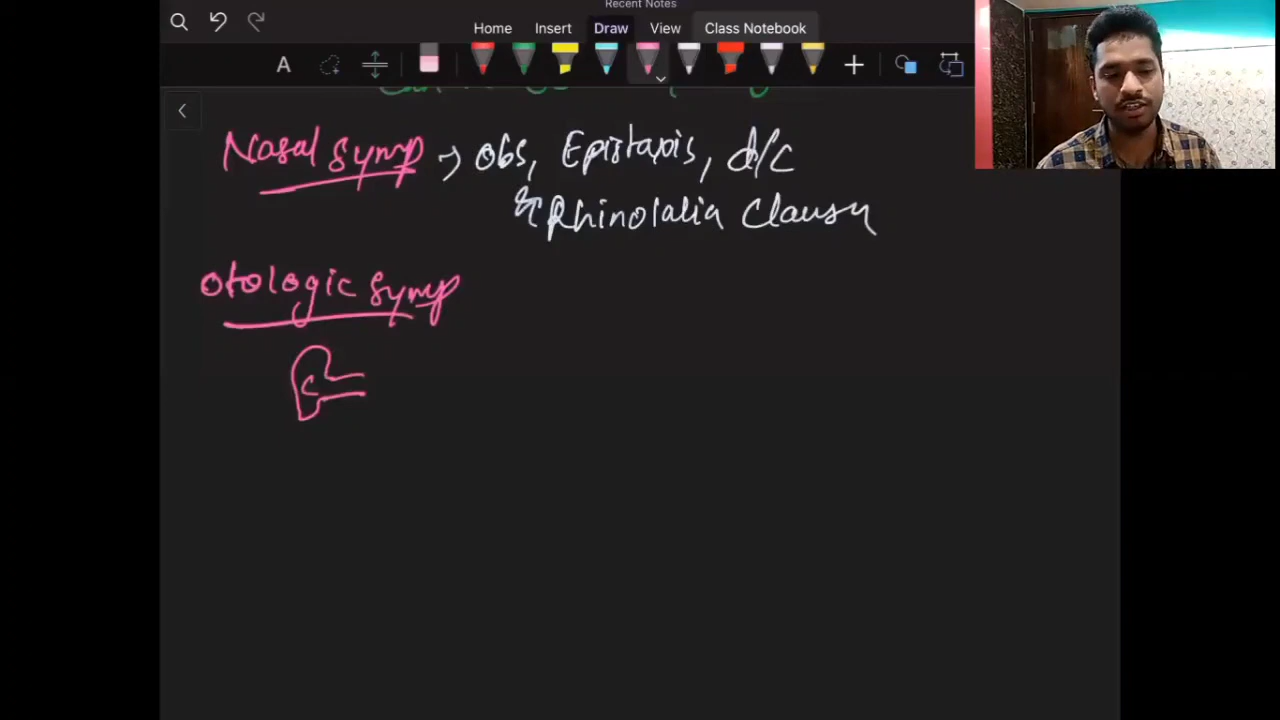 Recent Notes
Home Insert Draw View Class Notebook
A
Nasal Symp → Obs, Epistaxis, d/c
& Rhinolalia Clausa
Otologic Symp